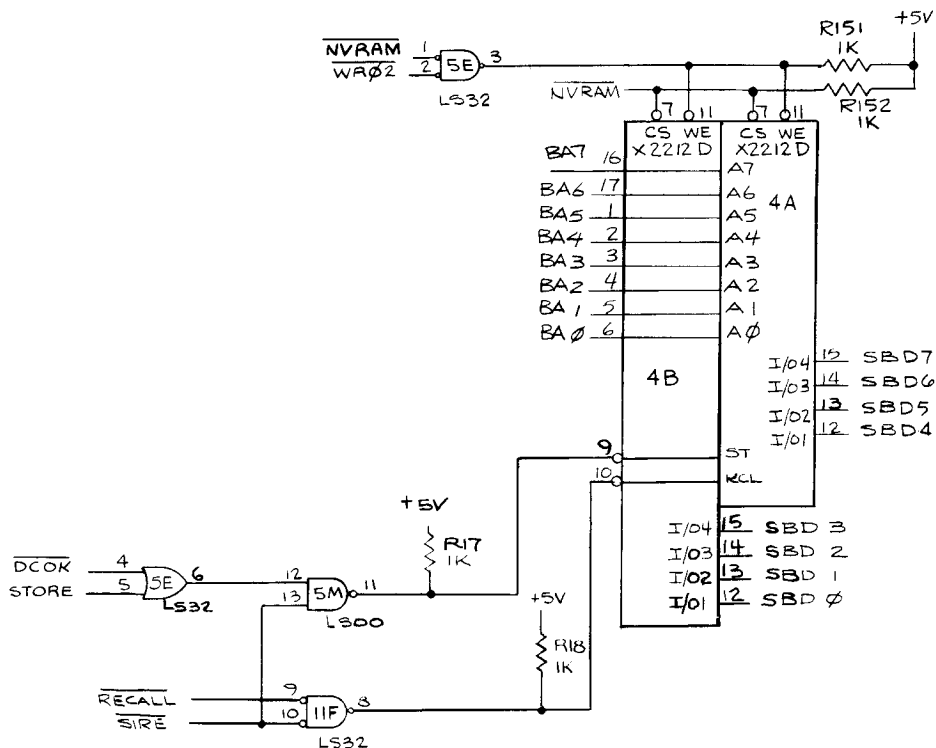 +5V
R151
1K
NVRAM 1
WRØ2 2
5E
3
LS32
NVRAM
R152
1K
7 11 7 11
CS WE CS WE
X2212D X2212D
BA7 16 A7
BA6 17 A6
4A
BA5 1 A5
BA4 2 A4
BA3 3 A3
BA2 4 A2
BA1 5 A1
BAØ 6 AØ
4B
I/O4 15 SBD7
I/O3 14 SBD6
I/O2 13 SBD5
I/O1 12 SBD4
9 ST
10 RCL
+5V
R17
1K
I/O4 15 SBD 3
I/O3 14 SBD 2
I/O2 13 SBD 1
I/O1 12 SBD Ø
DCOK 4
STORE 5
5E
6
LS32
12
13
5M
11
LS00
+5V
R18
1K
RECALL 9
SIRE 10
11F
8
LS32